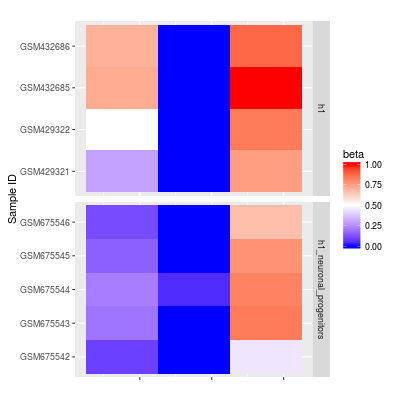 GSM432686
GSM432685
GSM429322
GSM429321
h1
GSM675546
GSM675545
GSM675544
GSM675543
GSM675542
h1_neuronal_progenitors
Sample ID
beta
1.00
0.75
0.50
0.25
0.00